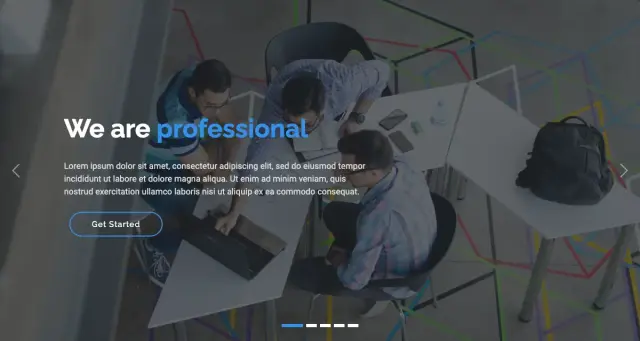 We are professional
Lorem ipsum dolor sit amet, consectetur adipiscing elit, sed do eiusmod tempor
incididunt ut labore et dolore magna aliqua. Ut enim ad minim veniam, quis
nostrud exercitation ullamco laboris nisi ut aliquip ex ea commodo consequat.
Get Started